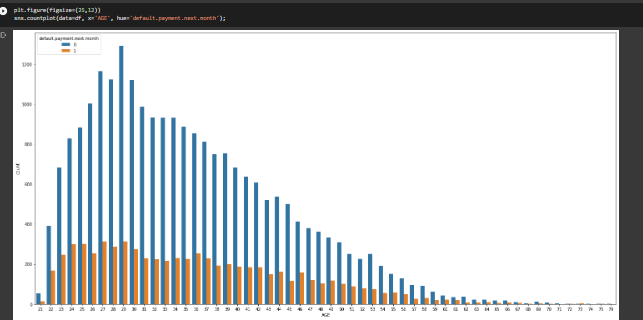 plt.figure(figsize=(25,12))
sns.countplot(data=df, x='AGE', hue='default.payment.next.month');
default.payment.next.month
0
1
1200
1000
800
600
400
200
0
count
21 22 23 24 25 26 27 28 29 30 31 32 33 34 35 36 37 38 39 40 41 42 43 44 45 46 47 48 49 50 51 52 53 54 55 56 57 58 59 60 61 62 63 64 65 66 67 68 69 70 71 72 73 74 75 79
AGE